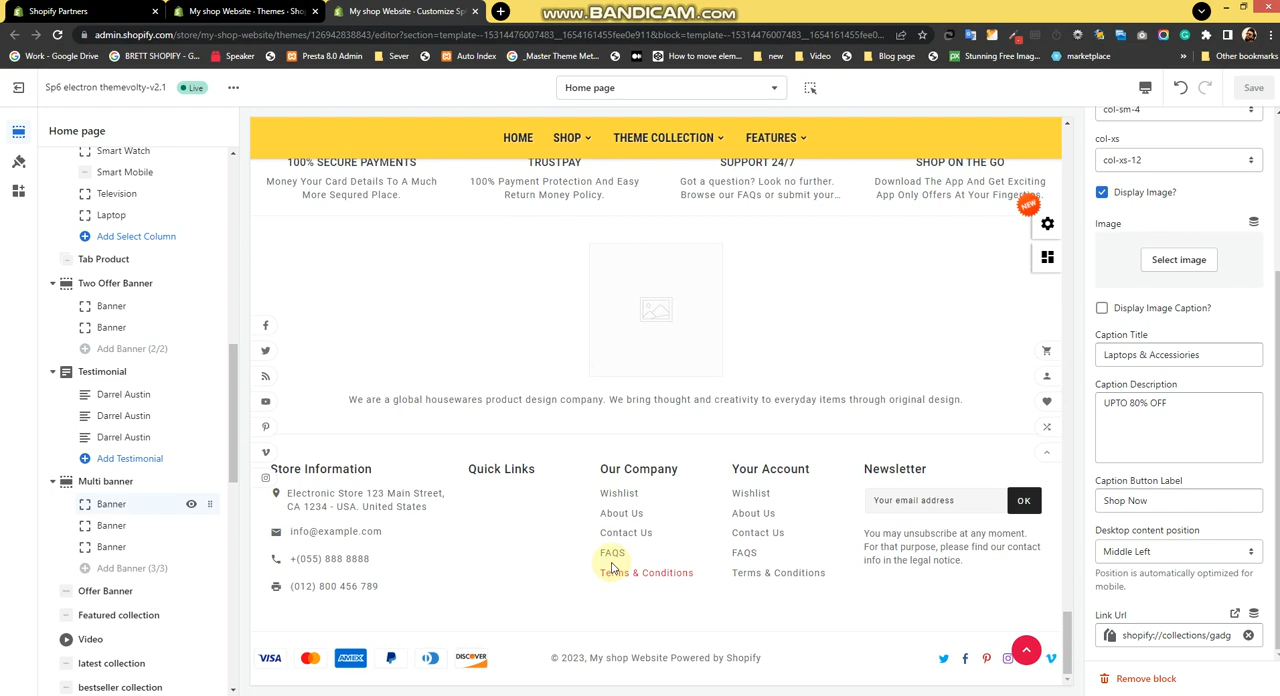 Shopify Partners
My shop Website - Themes - Sho
My shop Website - Customize Sp
www.BANDICAM.com
admin.shopify.com/store/my-shop-website/themes/126942838843/editor?section=template--15314476007483__1654161455fee0e911&block=template--15314476007483__1654161455fee0e9...
Work - Google Drive
BRETT SHOPIFY - G...
Speaker
Presta 8.0 Admin
Sever
Auto Index
_Master Theme Met...
How to move elem...
new
Video
Blog page
Stunning Free Imag...
marketplace
Other bookmarks
Sp6 electron themevolty-v2.1
Live
Home page
Save
Home page
Smart Watch
Smart Mobile
Television
Laptop
Add Select Column
Tab Product
Two Offer Banner
Banner
Banner
Add Banner (2/2)
Testimonial
Darrel Austin
Darrel Austin
Darrel Austin
Add Testimonial
Multi banner
Banner
Banner
Banner
Add Banner (3/3)
Offer Banner
Featured collection
Video
latest collection
bestseller collection
HOME SHOP THEME COLLECTION FEATURES
100% SECURE PAYMENTS
Money Your Card Details To A Much
More Sequred Place.
TRUSTPAY
100% Payment Protection And Easy
Return Money Policy.
SUPPORT 24/7
Got a question? Look no further.
Browse our FAQs or submit your...
SHOP ON THE GO
Download The App And Get Exciting
App Only Offers At Your Fingertips.
NEW
We are a global housewares product design company. We bring thought and creativity to everyday items through original design.
Store Information
Electronic Store 123 Main Street,
CA 1234 - USA. United States
info@example.com
+(055) 888 8888
(012) 800 456 789
Quick Links
Our Company
Wishlist
About Us
Contact Us
FAQS
Terms & Conditions
Your Account
Wishlist
About Us
Contact Us
FAQS
Terms & Conditions
Newsletter
Your email address
OK
You may unsubscribe at any moment.
For that purpose, please find our contact
info in the legal notice.
VISA
AMEX
DISCOVER
© 2023, My shop Website Powered by Shopify
col-sm-4
col-xs
col-xs-12
Display Image?
Image
Select image
Display Image Caption?
Caption Title
Laptops & Accessiories
Caption Description
UPTO 80% OFF
Caption Button Label
Shop Now
Desktop content position
Middle Left
Position is automatically optimized for
mobile.
Link Url
shopify://collections/gadg
Remove block